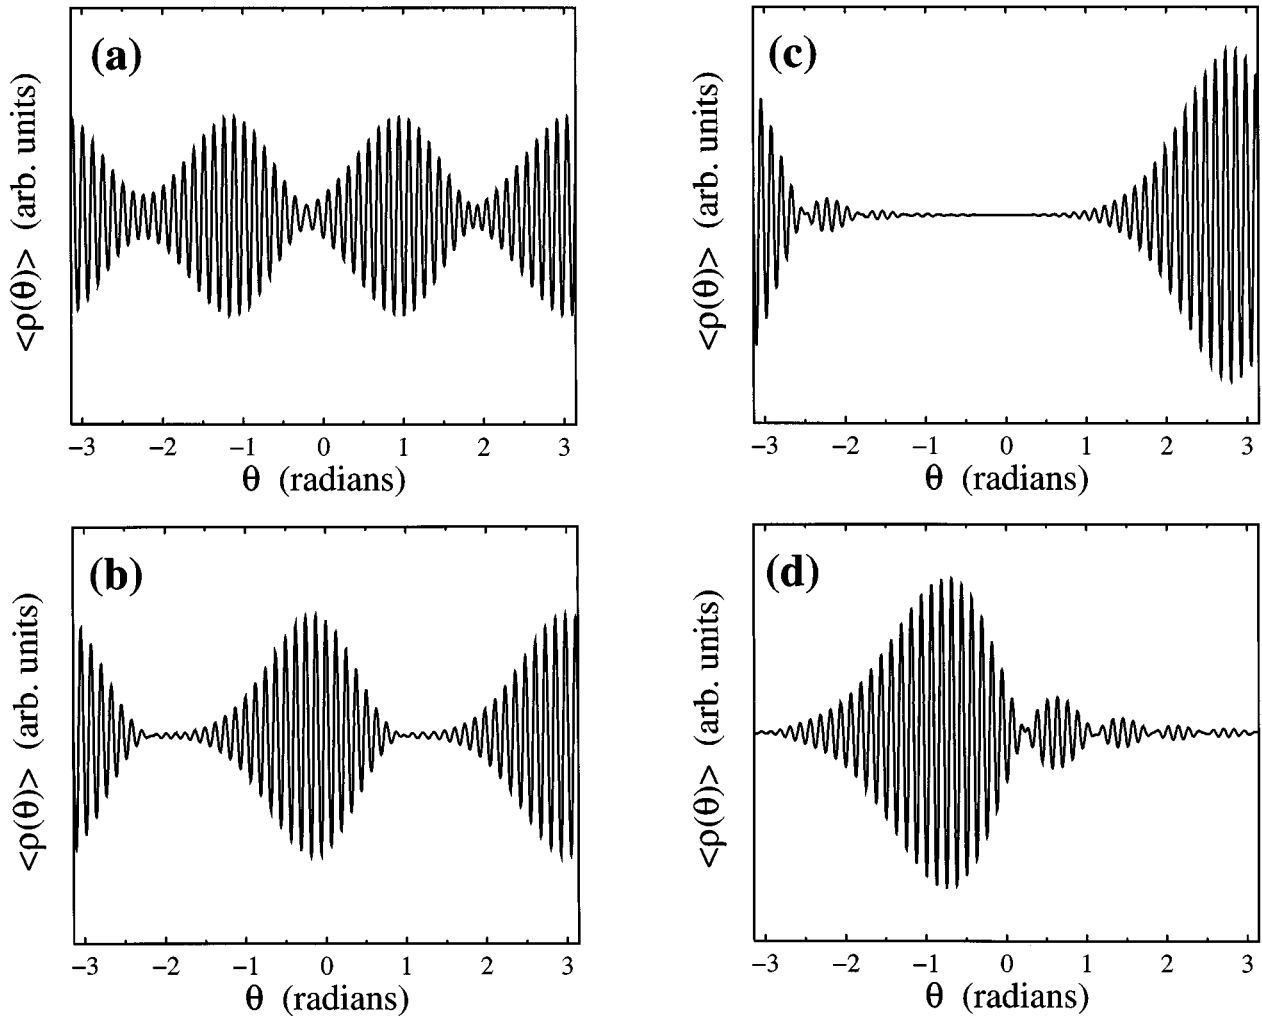 (a)
<ρ(θ)> (arb. units)
−3 −2 −1 0 1 2 3
θ (radians)
(c)
<ρ(θ)> (arb. units)
−3 −2 −1 0 1 2 3
θ (radians)
(b)
<ρ(θ)> (arb. units)
−3 −2 −1 0 1 2 3
θ (radians)
(d)
<ρ(θ)> (arb. units)
−3 −2 −1 0 1 2 3
θ (radians)